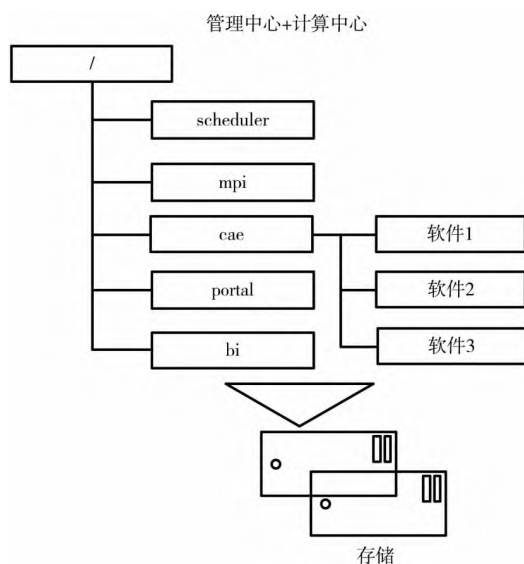 管理中心+计算中心
/
scheduler
mpi
cae
软件1
portal
软件2
bi
软件3
存储